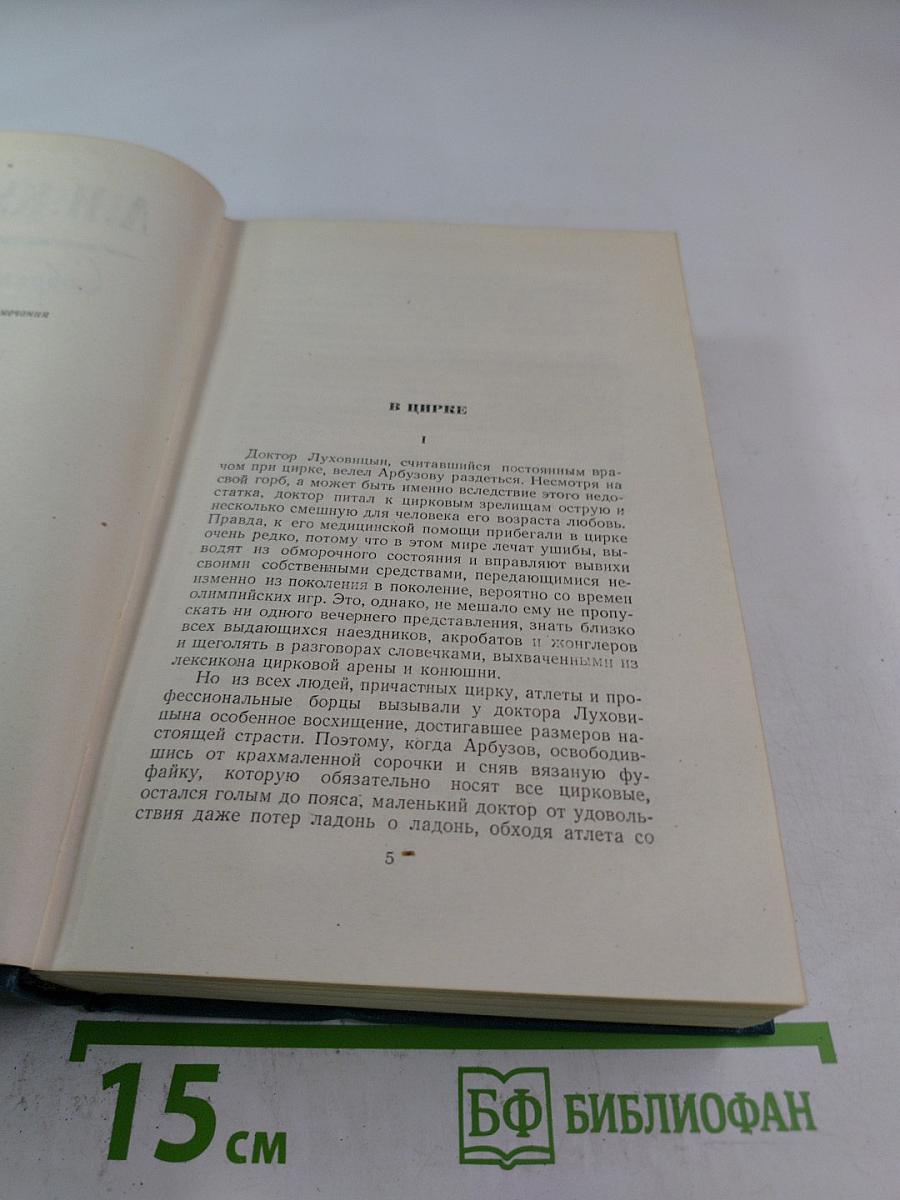 мечания
В ЦИРКЕ
I
Доктор Луховицын, считавшийся постоянным вра-
чом при цирке, велел Арбузову раздеться. Несмотря на
свой горб, а может быть именно вследствие этого недо-
статка, доктор питал к цирковым зрелищам острую и
несколько смешную для человека его возраста любовь.
Правда, к его медицинской помощи прибегали в цирке
очень редко, потому что в этом мире лечат ушибы, вы-
водят из обморочного состояния и вправляют вывихи
своими собственными средствами, передающимися не-
изменно из поколения в поколение, вероятно со времен
олимпийских игр. Это, однако, не мешало ему не пропу-
скать ни одного вечернего представления, знать близко
всех выдающихся наездников, акробатов и жонглеров
и щеголять в разговорах словечками, выхваченными из
лексикона цирковой арены и конюшни.
Но из всех людей, причастных цирку, атлеты и про-
фессиональные борцы вызывали у доктора Лухови-
цына особенное восхищение, достигавшее размеров на-
стоящей страсти. Поэтому, когда Арбузов, освободив-
шись от крахмаленной сорочки и сняв вязаную фу-
файку, которую обязательно носят все цирковые,
остался голым до пояса, маленький доктор от удоволь-
ствия даже потер ладонь о ладонь, обходя атлета со
5
15 см
БФ БИБЛИОФАН